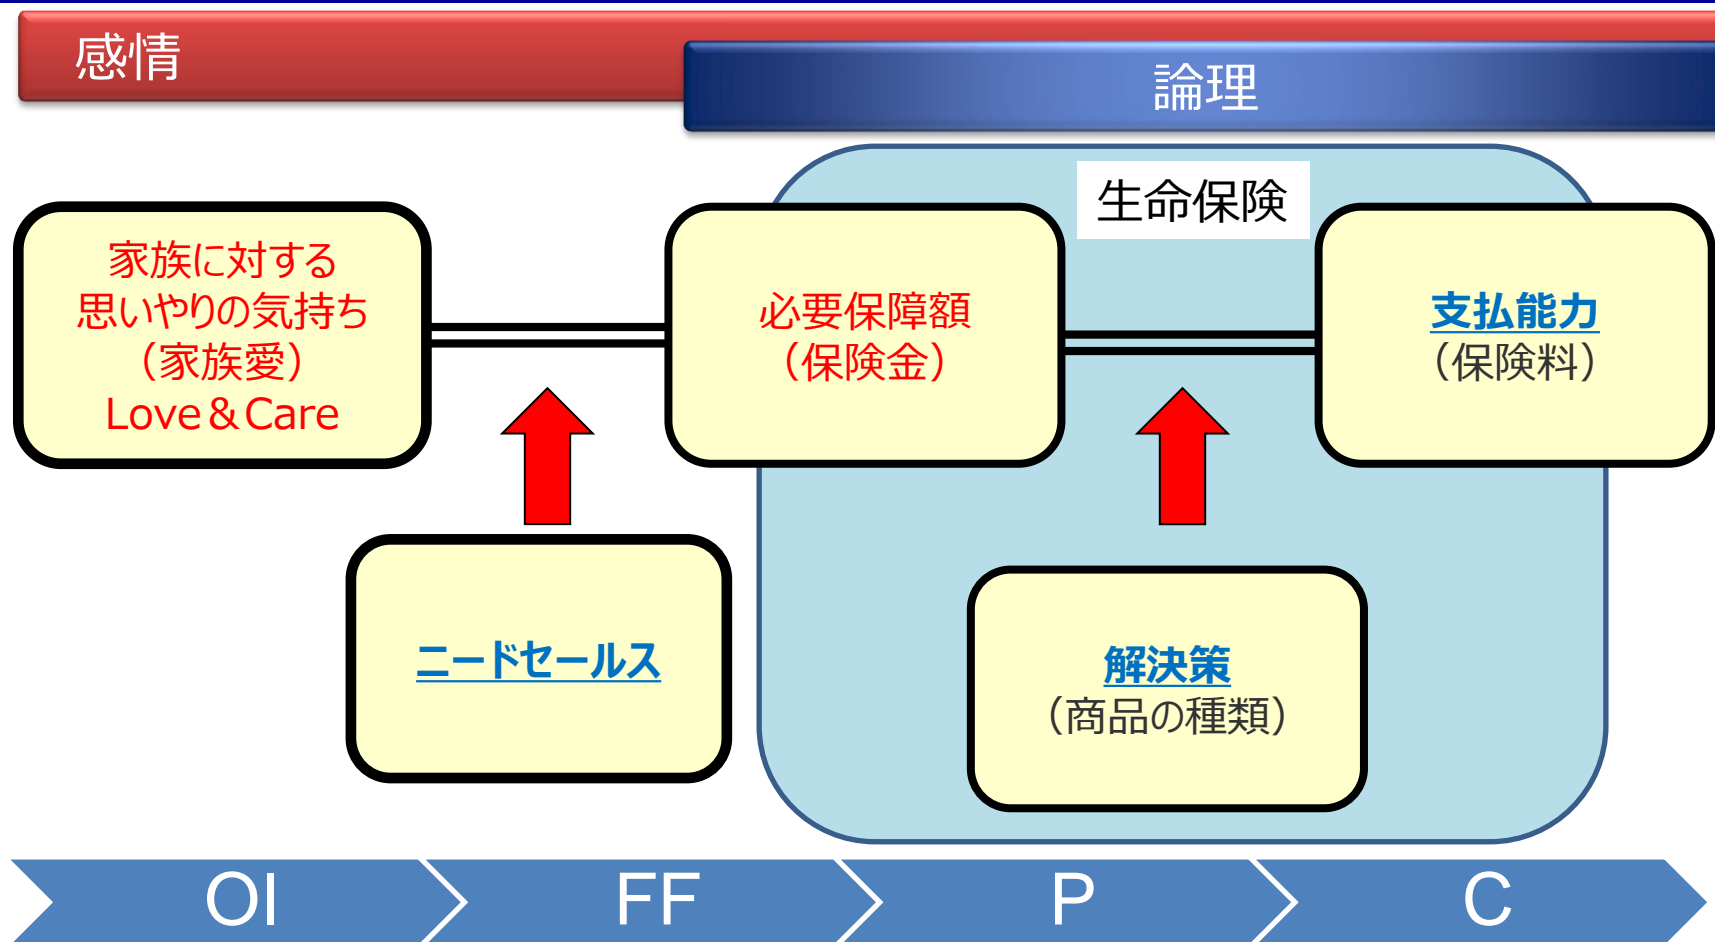 感情
論理
生命保険
家族に対する
思いやりの気持ち
（家族愛）
Love＆Care
必要保障額
（保険金）
支払能力
（保険料）
ニードセールス
解決策
（商品の種類）
OI
FF
P
C